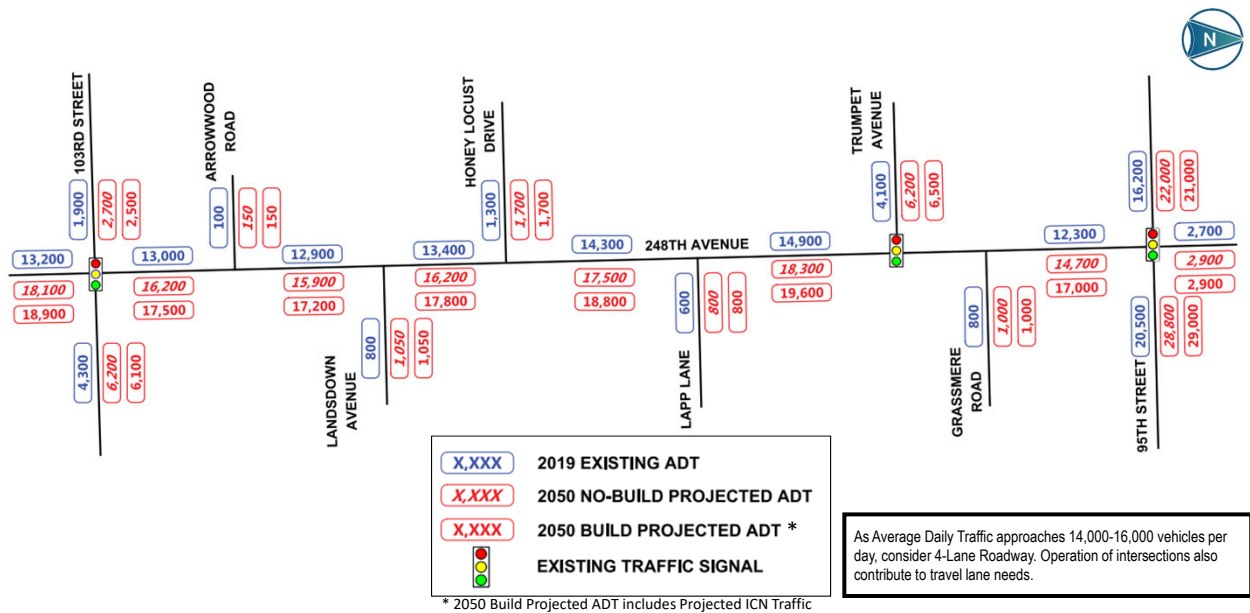 N
103RD STREET
1,900
2,700
2,500
ARROWWOOD
ROAD
100
150
150
HONEY LOCUST
DRIVE
1,300
1,700
1,700
TRUMPET
AVENUE
4,100
6,200
6,500
16,200
22,000
21,000
13,200
13,000
12,900
13,400
14,300
248TH AVENUE
14,900
12,300
2,700
18,100
16,200
15,900
16,200
17,500
18,300
14,700
2,900
18,900
17,500
17,200
17,800
18,800
19,600
17,000
2,900
4,300
6,200
6,100
LANDSDOWN
AVENUE
800
1,050
1,050
LAPP LANE
600
800
800
GRASSMERE
ROAD
800
1,000
1,000
95TH STREET
20,500
28,800
29,000
X,XXX 2019 EXISTING ADT
X,XXX 2050 NO-BUILD PROJECTED ADT
X,XXX 2050 BUILD PROJECTED ADT *
EXISTING TRAFFIC SIGNAL
* 2050 Build Projected ADT includes Projected ICN Traffic
As Average Daily Traffic approaches 14,000-16,000 vehicles per
day, consider 4-Lane Roadway. Operation of intersections also
contribute to travel lane needs.